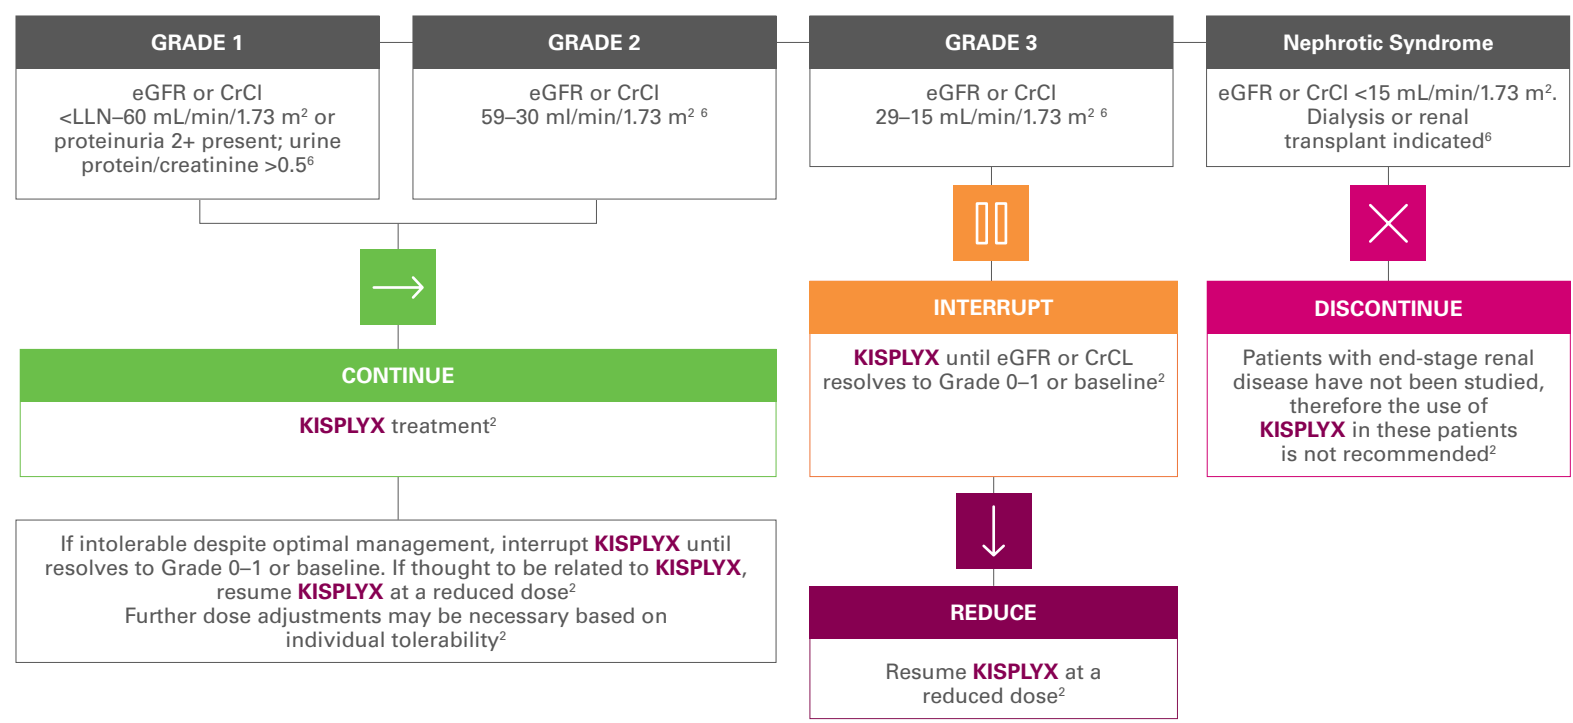 GRADE 1
eGFR or CrCl
<LLN–60 mL/min/1.73 m² or
proteinuria 2+ present; urine
protein/creatinine >0.5⁶
GRADE 2
eGFR or CrCl
59–30 ml/min/1.73 m² ⁶
GRADE 3
eGFR or CrCl
29–15 mL/min/1.73 m² ⁶
Nephrotic Syndrome
eGFR or CrCl <15 mL/min/1.73 m².
Dialysis or renal
transplant indicated⁶
CONTINUE
KISPLYX treatment²
If intolerable despite optimal management, interrupt KISPLYX until
resolves to Grade 0–1 or baseline. If thought to be related to KISPLYX,
resume KISPLYX at a reduced dose²
Further dose adjustments may be necessary based on
individual tolerability²
INTERRUPT
KISPLYX until eGFR or CrCL
resolves to Grade 0–1 or baseline²
REDUCE
Resume KISPLYX at a
reduced dose²
DISCONTINUE
Patients with end-stage renal
disease have not been studied,
therefore the use of
KISPLYX in these patients
is not recommended²